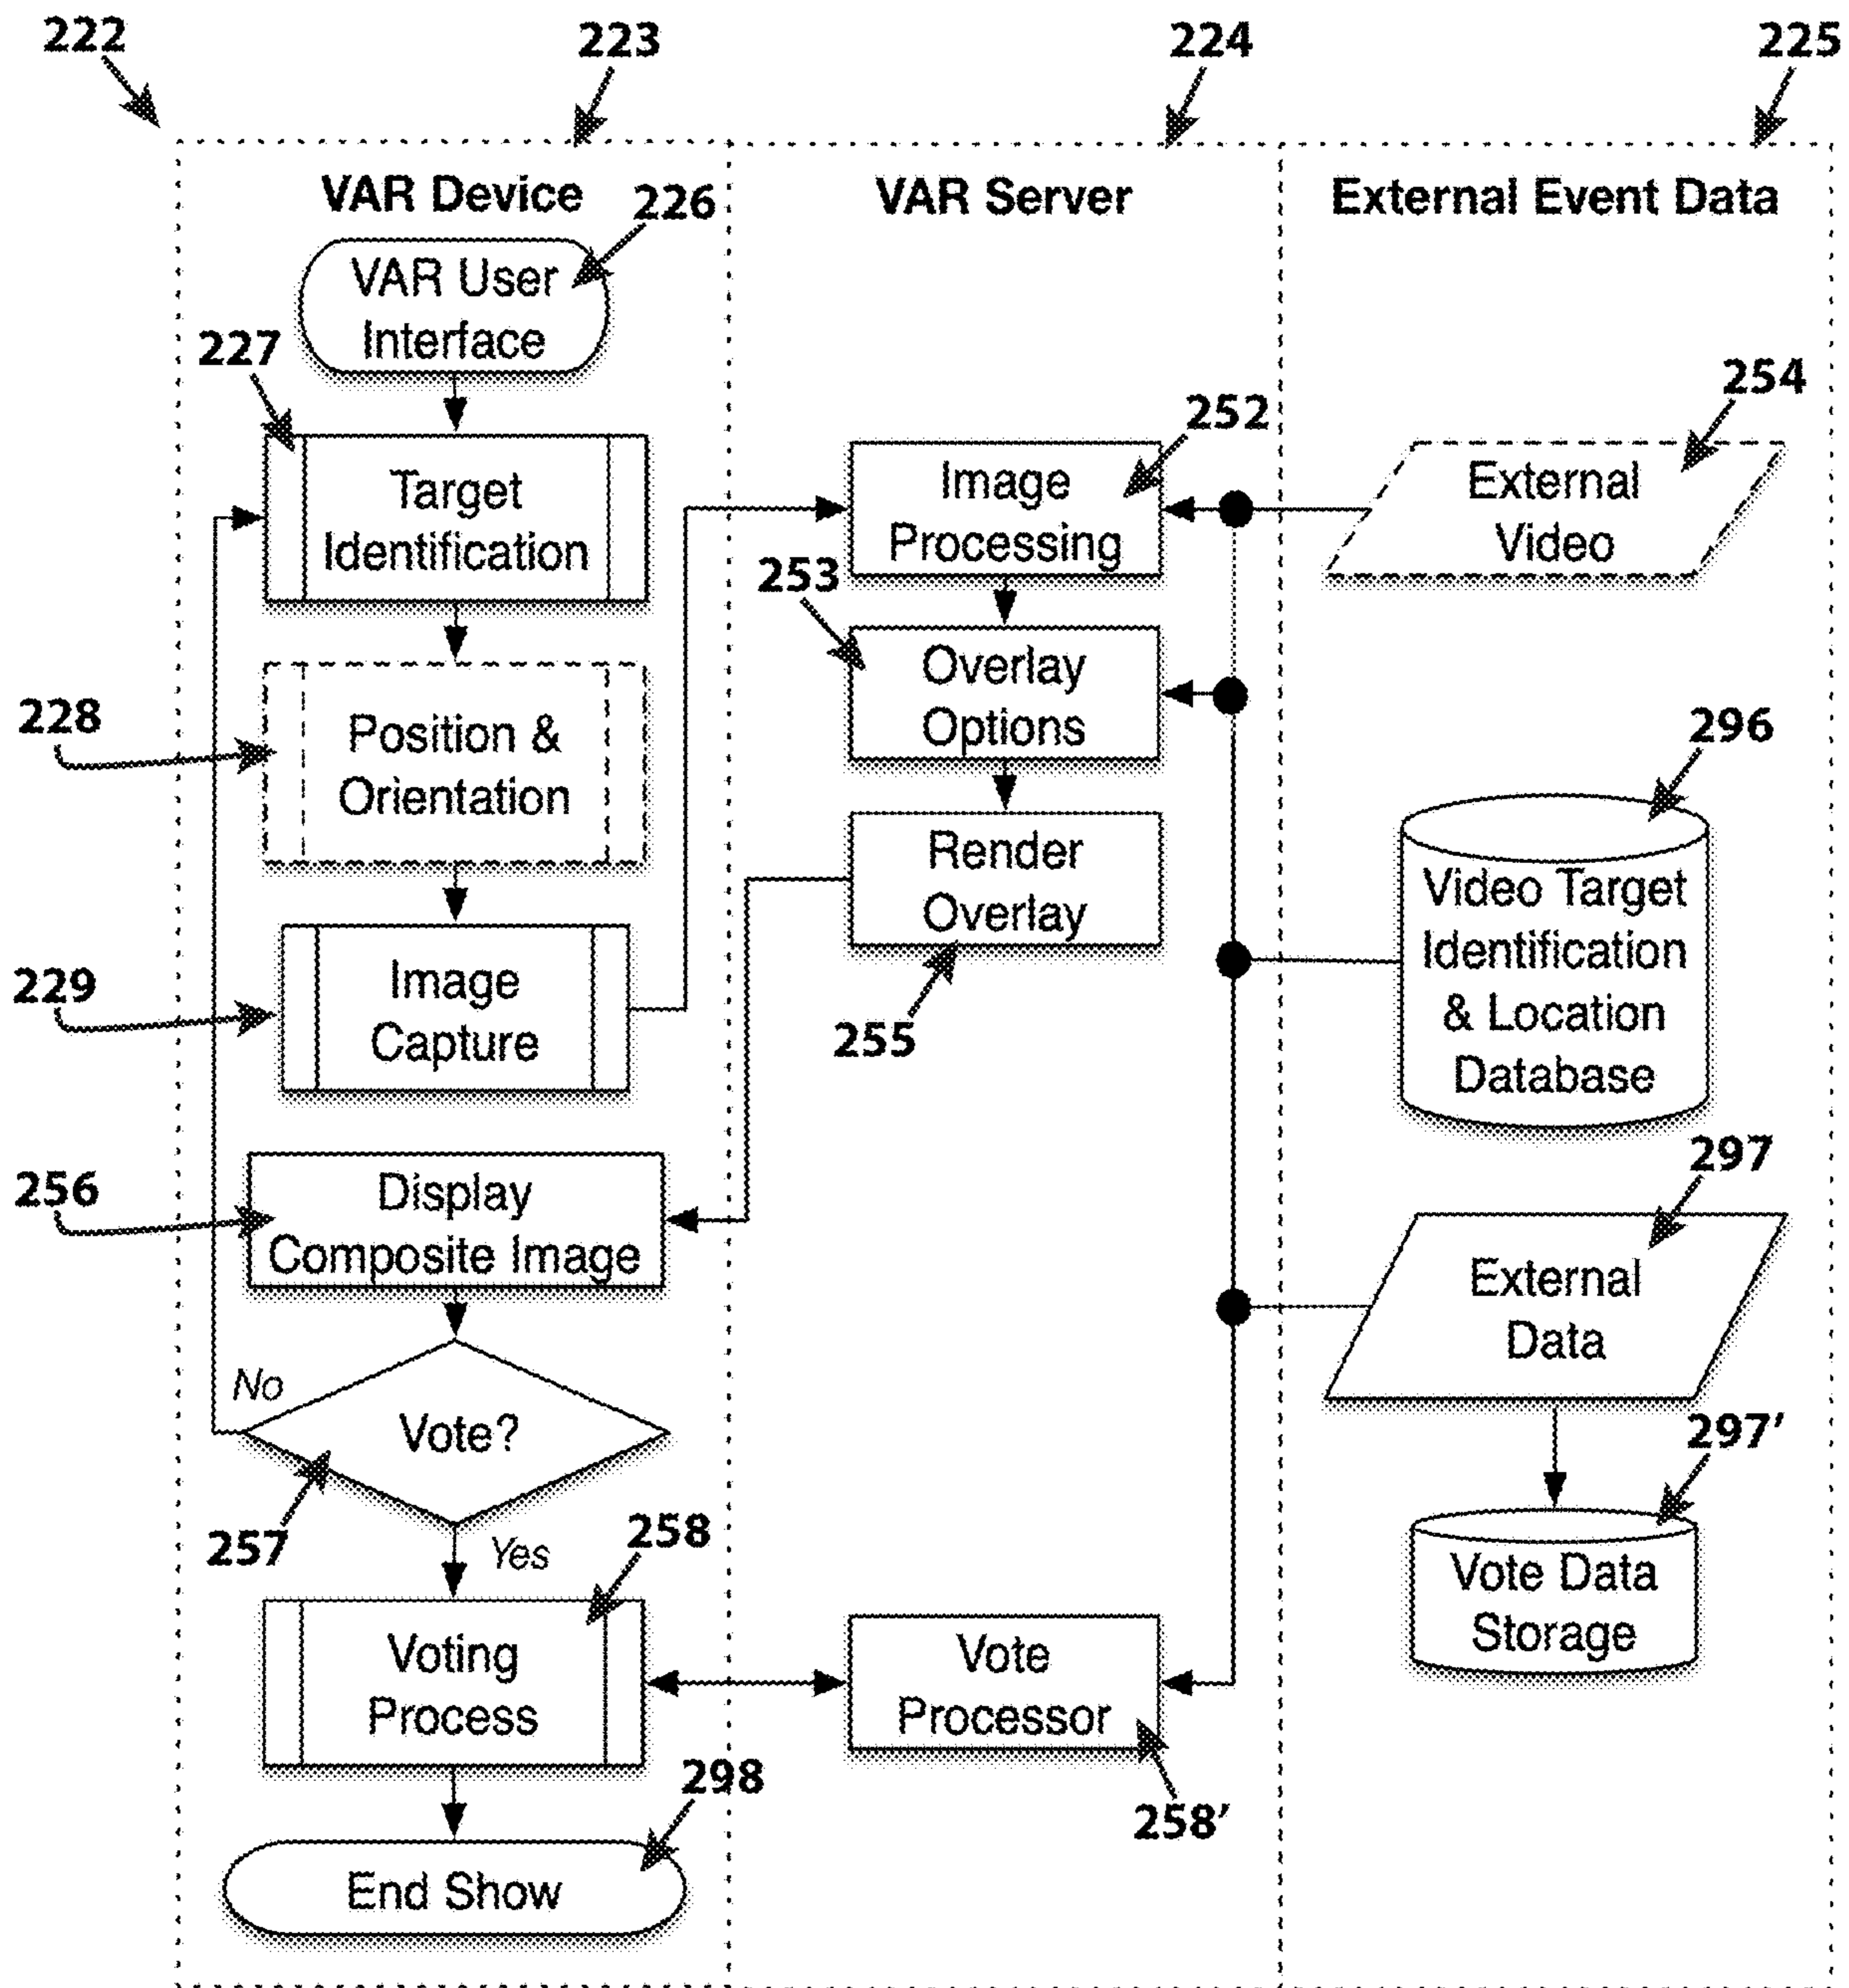 222
223
224
225
VAR Device
VAR Server
External Event Data
226
VAR User
Interface
227
Target
Identification
228
Position &
Orientation
229
Image
Capture
256
Display
Composite Image
No
Vote?
257
Yes
258
Voting
Process
298
End Show
252
Image
Processing
253
Overlay
Options
Render
Overlay
255
Vote
Processor
258’
254
External
Video
296
Video Target
Identification
& Location
Database
297
External
Data
297’
Vote Data
Storage